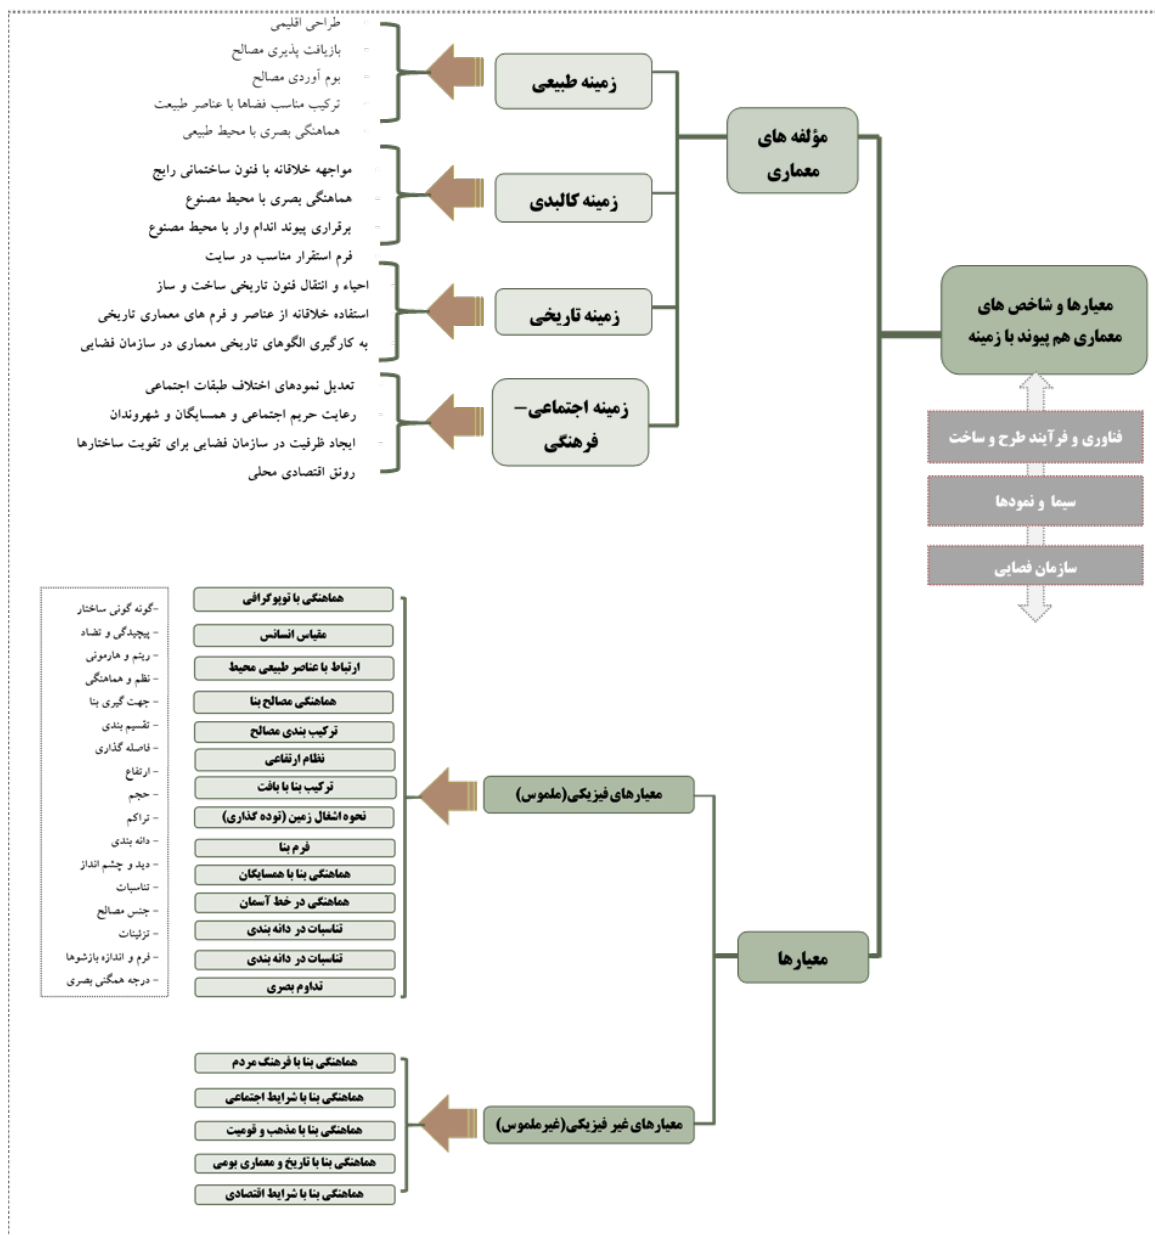 معیارها و شاخص های
معماری هم پیوند با زمینه
فناوری و فرآیند طرح و ساخت
سیما و نمودها
سازمان فصایی
مؤلفه های
معماری
زمینه طبیعی
طراحی اقلیمی
بازیافت پذیری مصالح
بوم آوردی مصالح
ترکیب مناسب فضاها با عناصر طبیعت
هماهنگی بصری با محیط طبیعی
زمینه کالبدی
مواجهه خلاقانه با فنون ساختمانی رایج
هماهنگی بصری با محیط مصنوع
برقراری پیوند اندام وار با محیط مصنوع
فرم استقرار مناسب در سایت
زمینه تاریخی
احیاء و انتقال فنون تاریخی ساخت و ساز
استفاده خلاقانه از عناصر و فرم های معماری تاریخی
به کارگیری الگوهای تاریخی معماری در سازمان فضایی
زمینه اجتماعی–
فرهنگی
تعدیل نمودهای اختلاف طبقات اجتماعی
رعایت حریم اجتماعی و همسایگان و شهروندان
ایجاد ظرفیت در سازمان فضایی برای تقویت ساختارها
رونق اقتصادی محلی
معیارها
معیارهای فیزیکی(ملموس)
هماهنگی با توپوگرافی
مقیاس انسانس
ارتباط با عناصر طبیعی محیط
هماهنگی مصالح بنا
ترکیب بندی مصالح
نظام ارتفاعی
ترکیب بنا با بافت
نحوه اشغال زمین (توده گذاری)
فرم بنا
هماهنگی بنا با همسایگان
هماهنگی در خط آسمان
تناسبات در دانه بندی
تناسبات در دانه بندی
تداوم بصری
-گونه گونی ساختار
- پیچیدگی و تضاد
- ریتم و هارمونی
- نظم و هماهنگی
- جهت گیری بنا
- تقسیم بندی
- فاصله گذاری
- ارتفاع
- حجم
- تراکم
- دانه بندی
- دید و چشم انداز
- تناسبات
- جنس مصالح
- تزئینات
- فرم و اندازه بازشوها
- درجه همگنی بصری
معیارهای غیر فیزیکی(غیرملموس)
هماهنگی بنا با فرهنگ مردم
هماهنگی بنا با شرایط اجتماعی
هماهنگی بنا با مذهب و قومیت
هماهنگی بنا با تاریخ و معماری بومی
هماهنگی بنا با شرایط اقتصادی